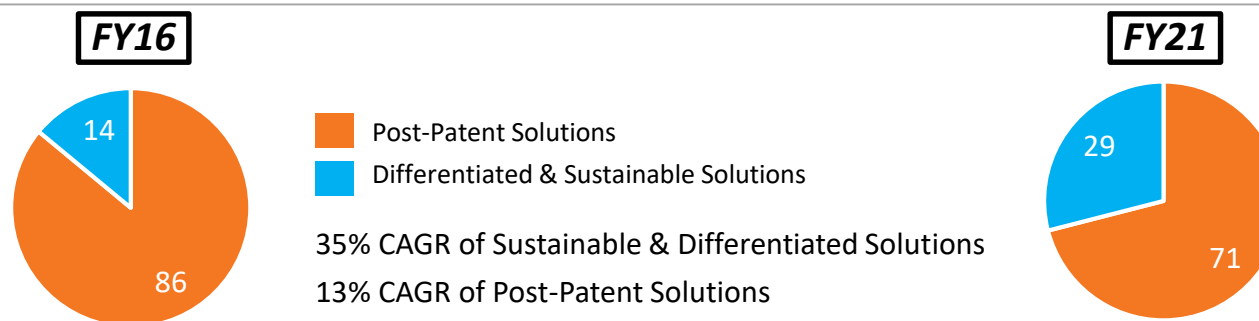 FY16
FY21
14
86
Post-Patent Solutions
Differentiated & Sustainable Solutions
35% CAGR of Sustainable & Differentiated Solutions
13% CAGR of Post-Patent Solutions
29
71